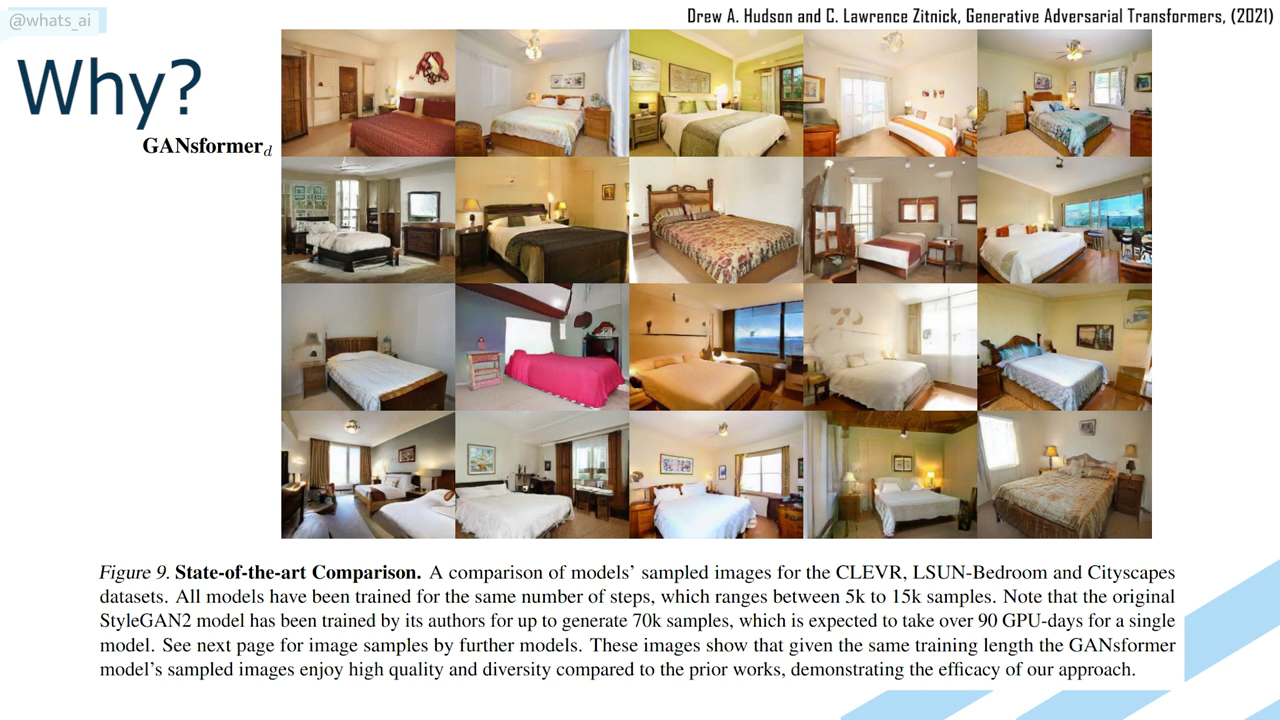 @whats_ai
Drew A. Hudson and C. Lawrence Zitnick, Generative Adversarial Transformers, (2021)
Why?
GANsformer_d
Figure 9. State-of-the-art Comparison. A comparison of models’ sampled images for the CLEVR, LSUN-Bedroom and Cityscapes
datasets. All models have been trained for the same number of steps, which ranges between 5k to 15k samples. Note that the original
StyleGAN2 model has been trained by its authors for up to generate 70k samples, which is expected to take over 90 GPU-days for a single
model. See next page for image samples by further models. These images show that given the same training length the GANsformer
model’s sampled images enjoy high quality and diversity compared to the prior works, demonstrating the efficacy of our approach.